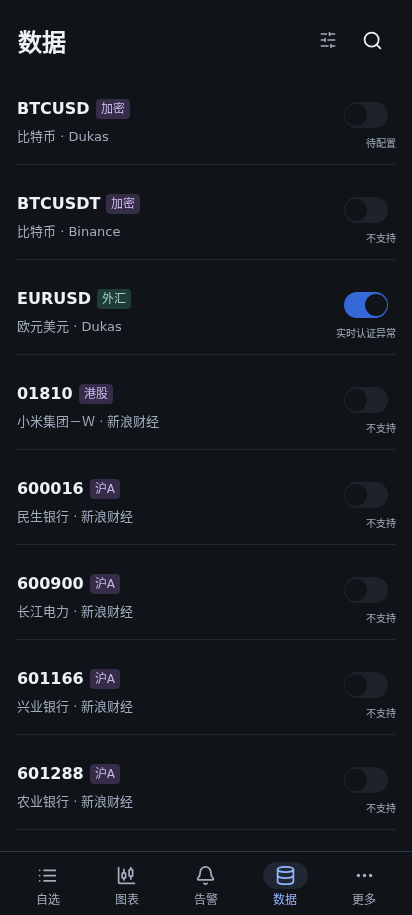 数据
BTCUSD 加密
比特币 · Dukas
待配置
BTCUSDT 加密
比特币 · Binance
不支持
EURUSD 外汇
欧元美元 · Dukas
实时认证异常
01810 港股
小米集团－W · 新浪财经
不支持
600016 沪A
民生银行 · 新浪财经
不支持
600900 沪A
长江电力 · 新浪财经
不支持
601166 沪A
兴业银行 · 新浪财经
不支持
601288 沪A
农业银行 · 新浪财经
不支持
自选 图表 告警 数据 更多